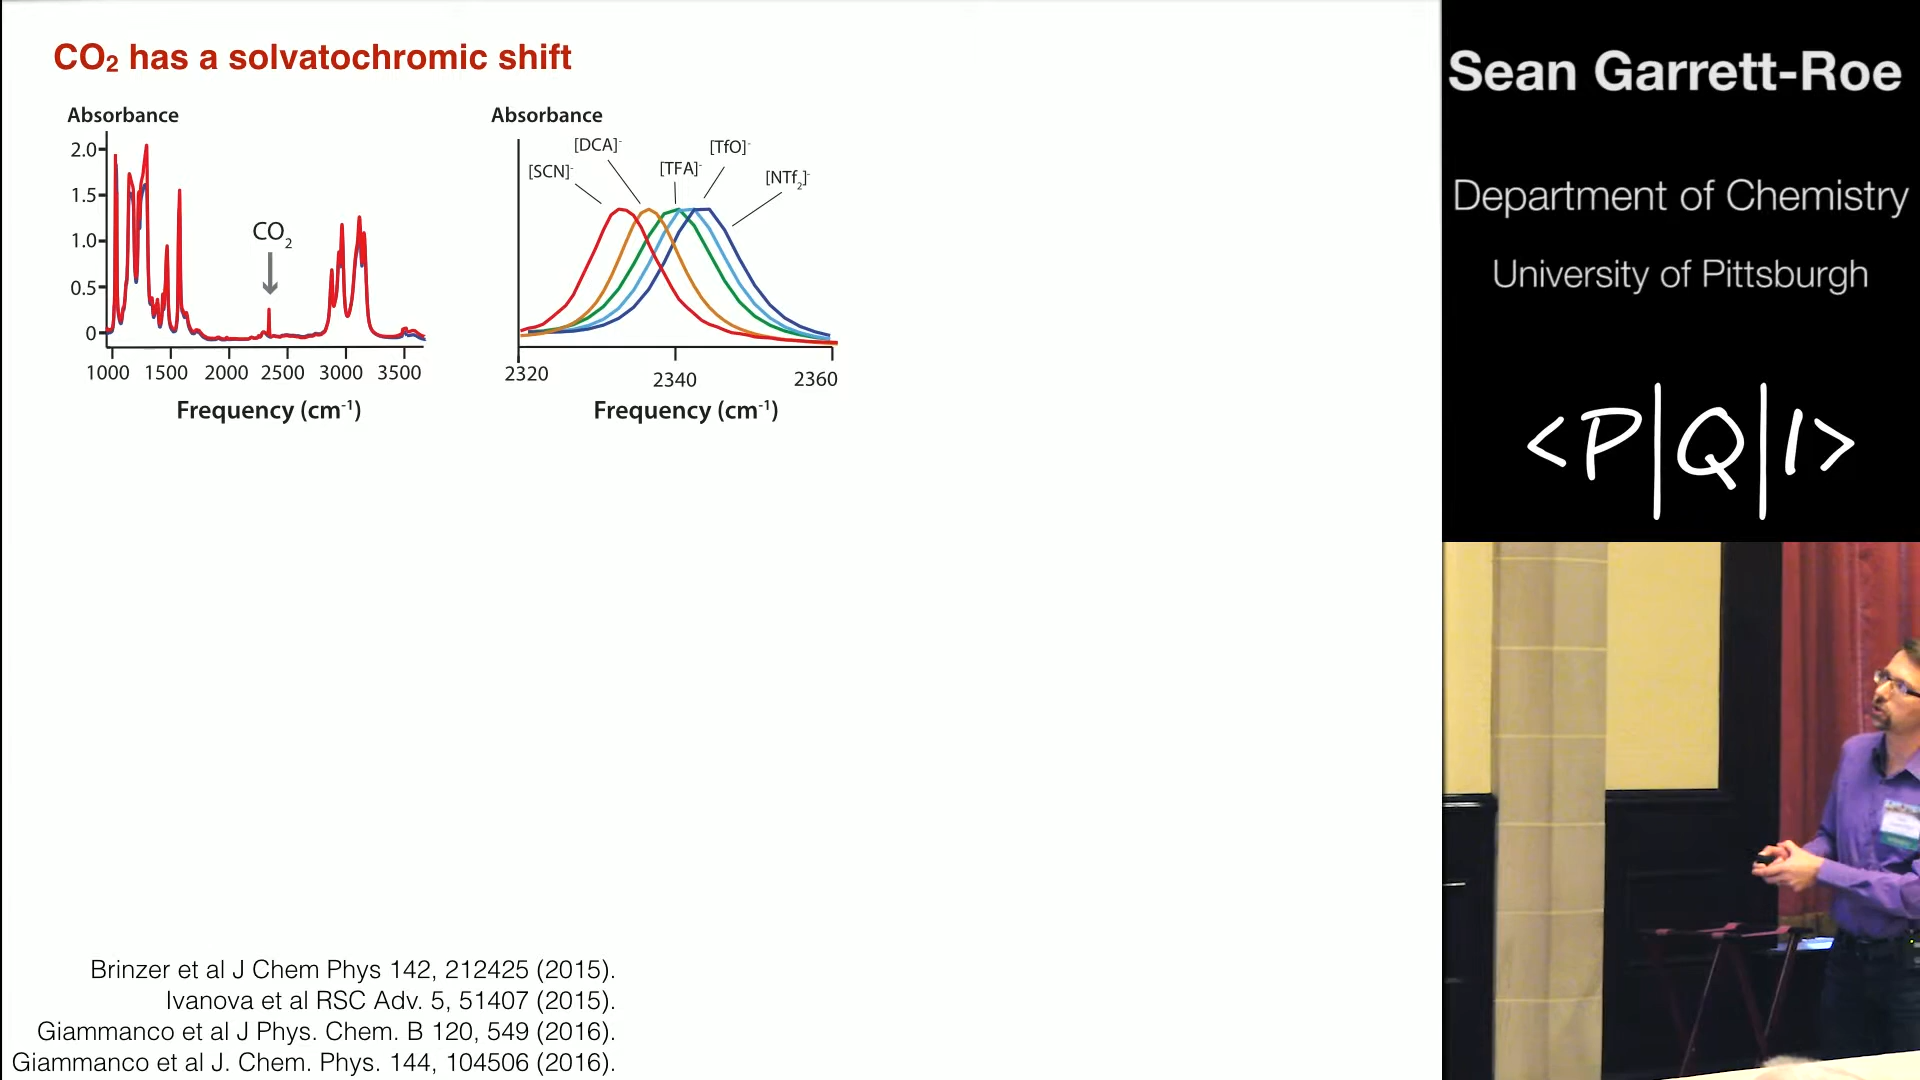 CO₂ has a solvatochromic shift
Absorbance
2.0
1.5
1.0
0.5
0
CO₂
1000 1500 2000 2500 3000 3500
Frequency (cm⁻¹)
Absorbance
[SCN]⁻
[DCA]⁻
[TFA]⁻
[TfO]⁻
[NTf₂]⁻
2320 2340 2360
Frequency (cm⁻¹)
Brinzer et al J Chem Phys 142, 212425 (2015).
Ivanova et al RSC Adv. 5, 51407 (2015).
Giammanco et al J Phys. Chem. B 120, 549 (2016).
Giammanco et al J. Chem. Phys. 144, 104506 (2016).
Sean Garrett-Roe
Department of Chemistry
University of Pittsburgh
<P|Q|I>